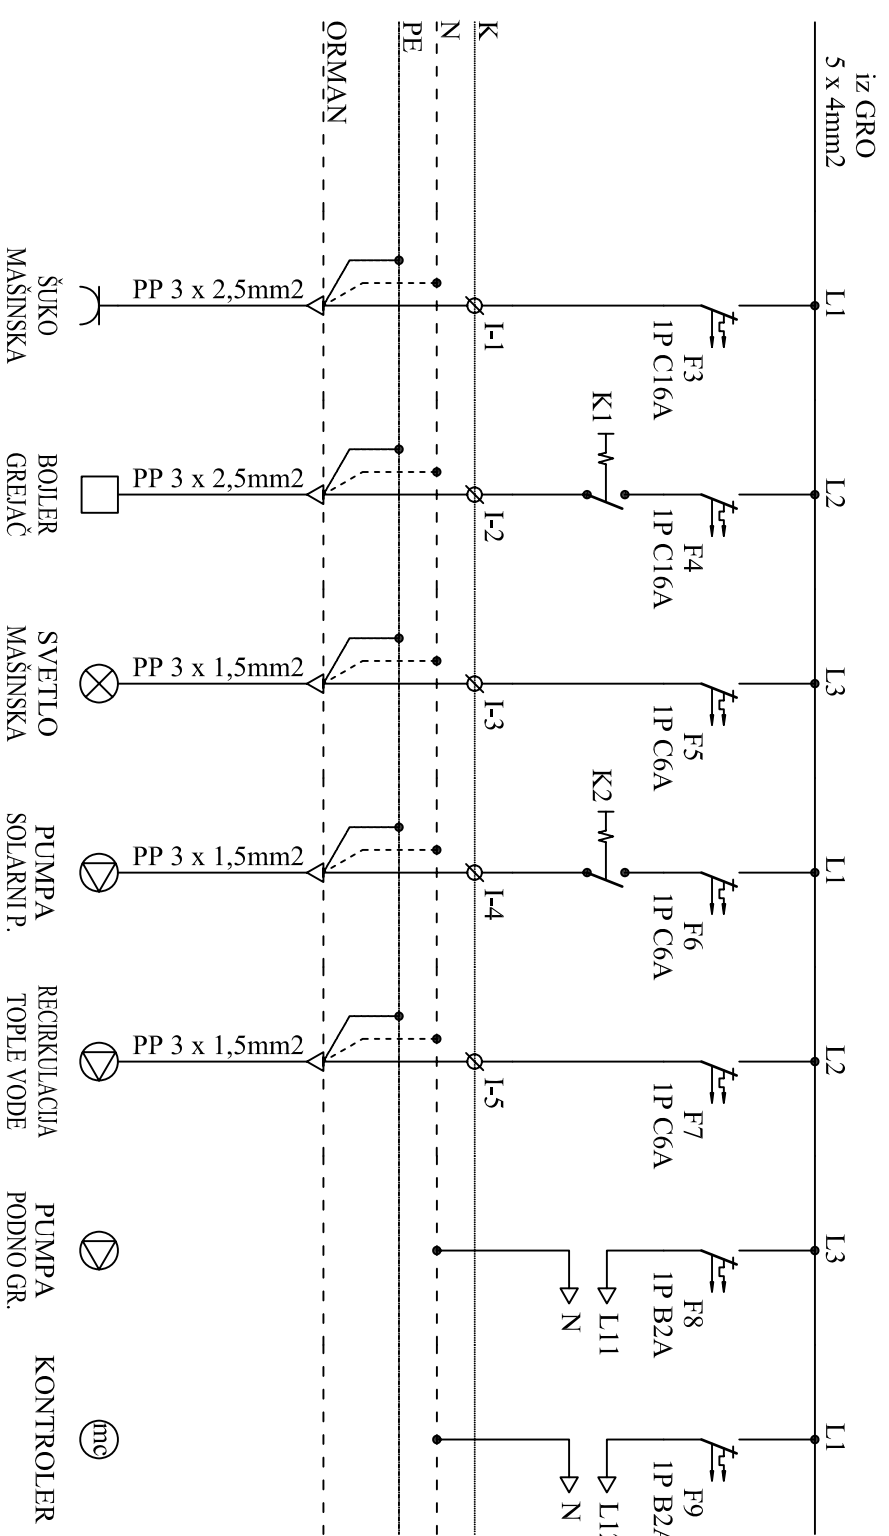 iz GRO
5 x 4mm2
L1
L2
L3
L1
L2
L3
L1
F3
1P C16A
F4
1P C16A
F5
1P C6A
F6
1P C6A
F7
1P C6A
F8
1P B2A
F9
1P B2A
K1
K2
L11
N
N
K
I-1
I-2
I-3
I-4
I-5
N
PE
ORMAN
PP 3 x 2,5mm2
PP 3 x 2,5mm2
PP 3 x 1,5mm2
PP 3 x 1,5mm2
PP 3 x 1,5mm2
mc
ŠUKO
MAŠINSKA
BOJLER
GREJAČ
SVETLO
MAŠINSKA
PUMPA
SOLARNI P.
RECIRKULACIJA
TOPLE VODE
PUMPA
PODNO GR.
KONTROLER